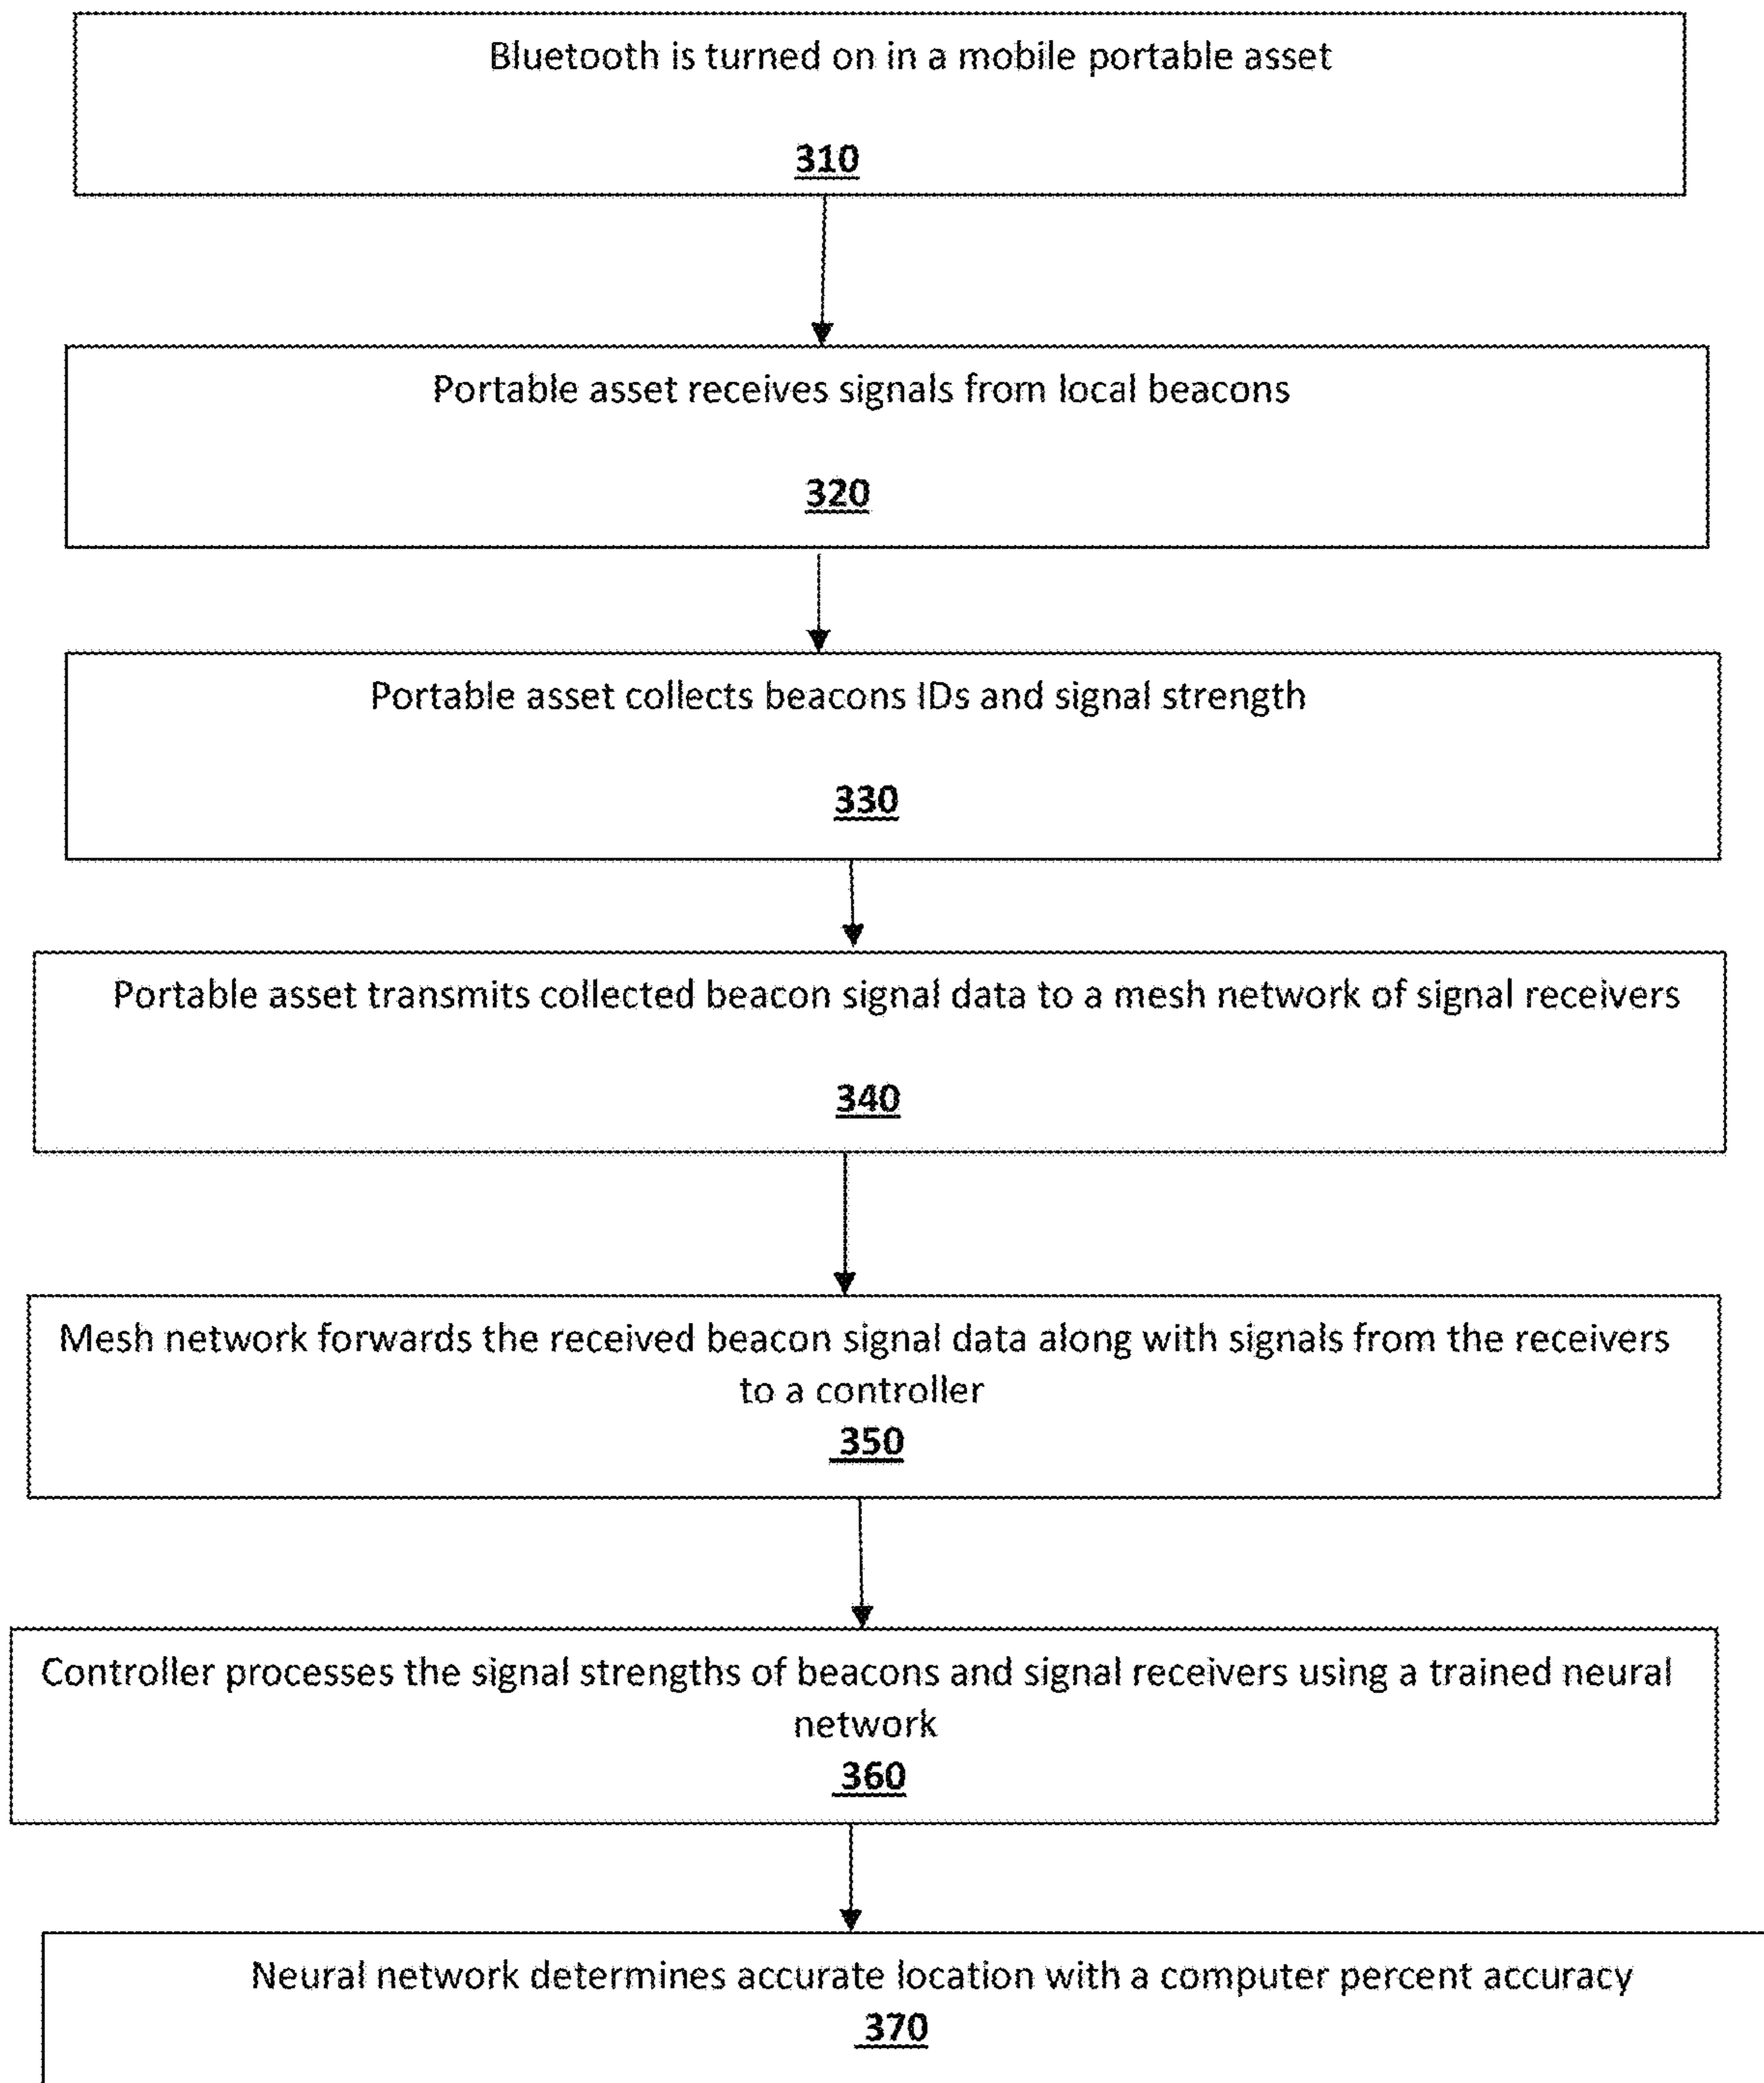 Bluetooth is turned on in a mobile portable asset
310
Portable asset receives signals from local beacons
320
Portable asset collects beacons IDs and signal strength
330
Portable asset transmits collected beacon signal data to a mesh network of signal receivers
340
Mesh network forwards the received beacon signal data along with signals from the receivers
to a controller
350
Controller processes the signal strengths of beacons and signal receivers using a trained neural
network
360
Neural network determines accurate location with a computer percent accuracy
370